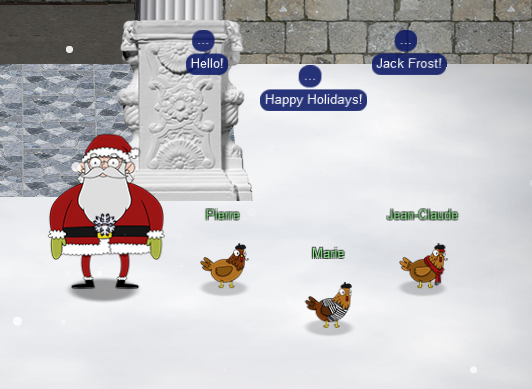 ...
Hello!
...
Happy Holidays!
...
Jack Frost!
Pierre
Marie
Jean-Claude